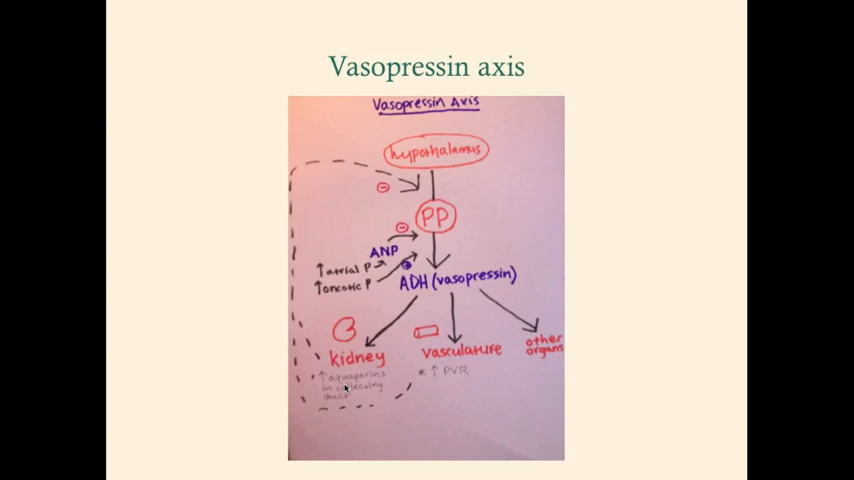 Vasopressin axis
Vasopressin Axis
hypothalamus
PP
ANP
↑atrial P
↑oncotic P
ADH (vasopressin)
kidney
vasculature
other
organs
* ↑ aquaporins
in collecting
duct
* ↑ PVR